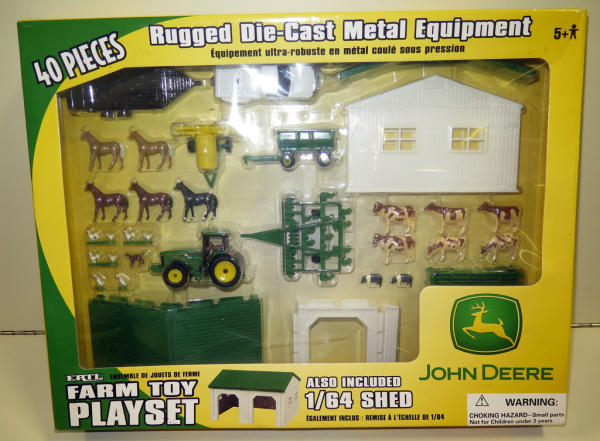 40 PIECES
Rugged Die-Cast Metal Equipment
Équipement ultra-robuste en métal coulé sous pression
5+
ERTL
ENSEMBLE DE JOUETS DE FERME
FARM TOY
PLAYSET
ALSO INCLUDED
1/64 SHED
ÉGALEMENT INCLUS : REMISE À L'ÉCHELLE DE 1/64
JOHN DEERE
WARNING:
CHOKING HAZARD--Small parts
Not for Children under 3 years